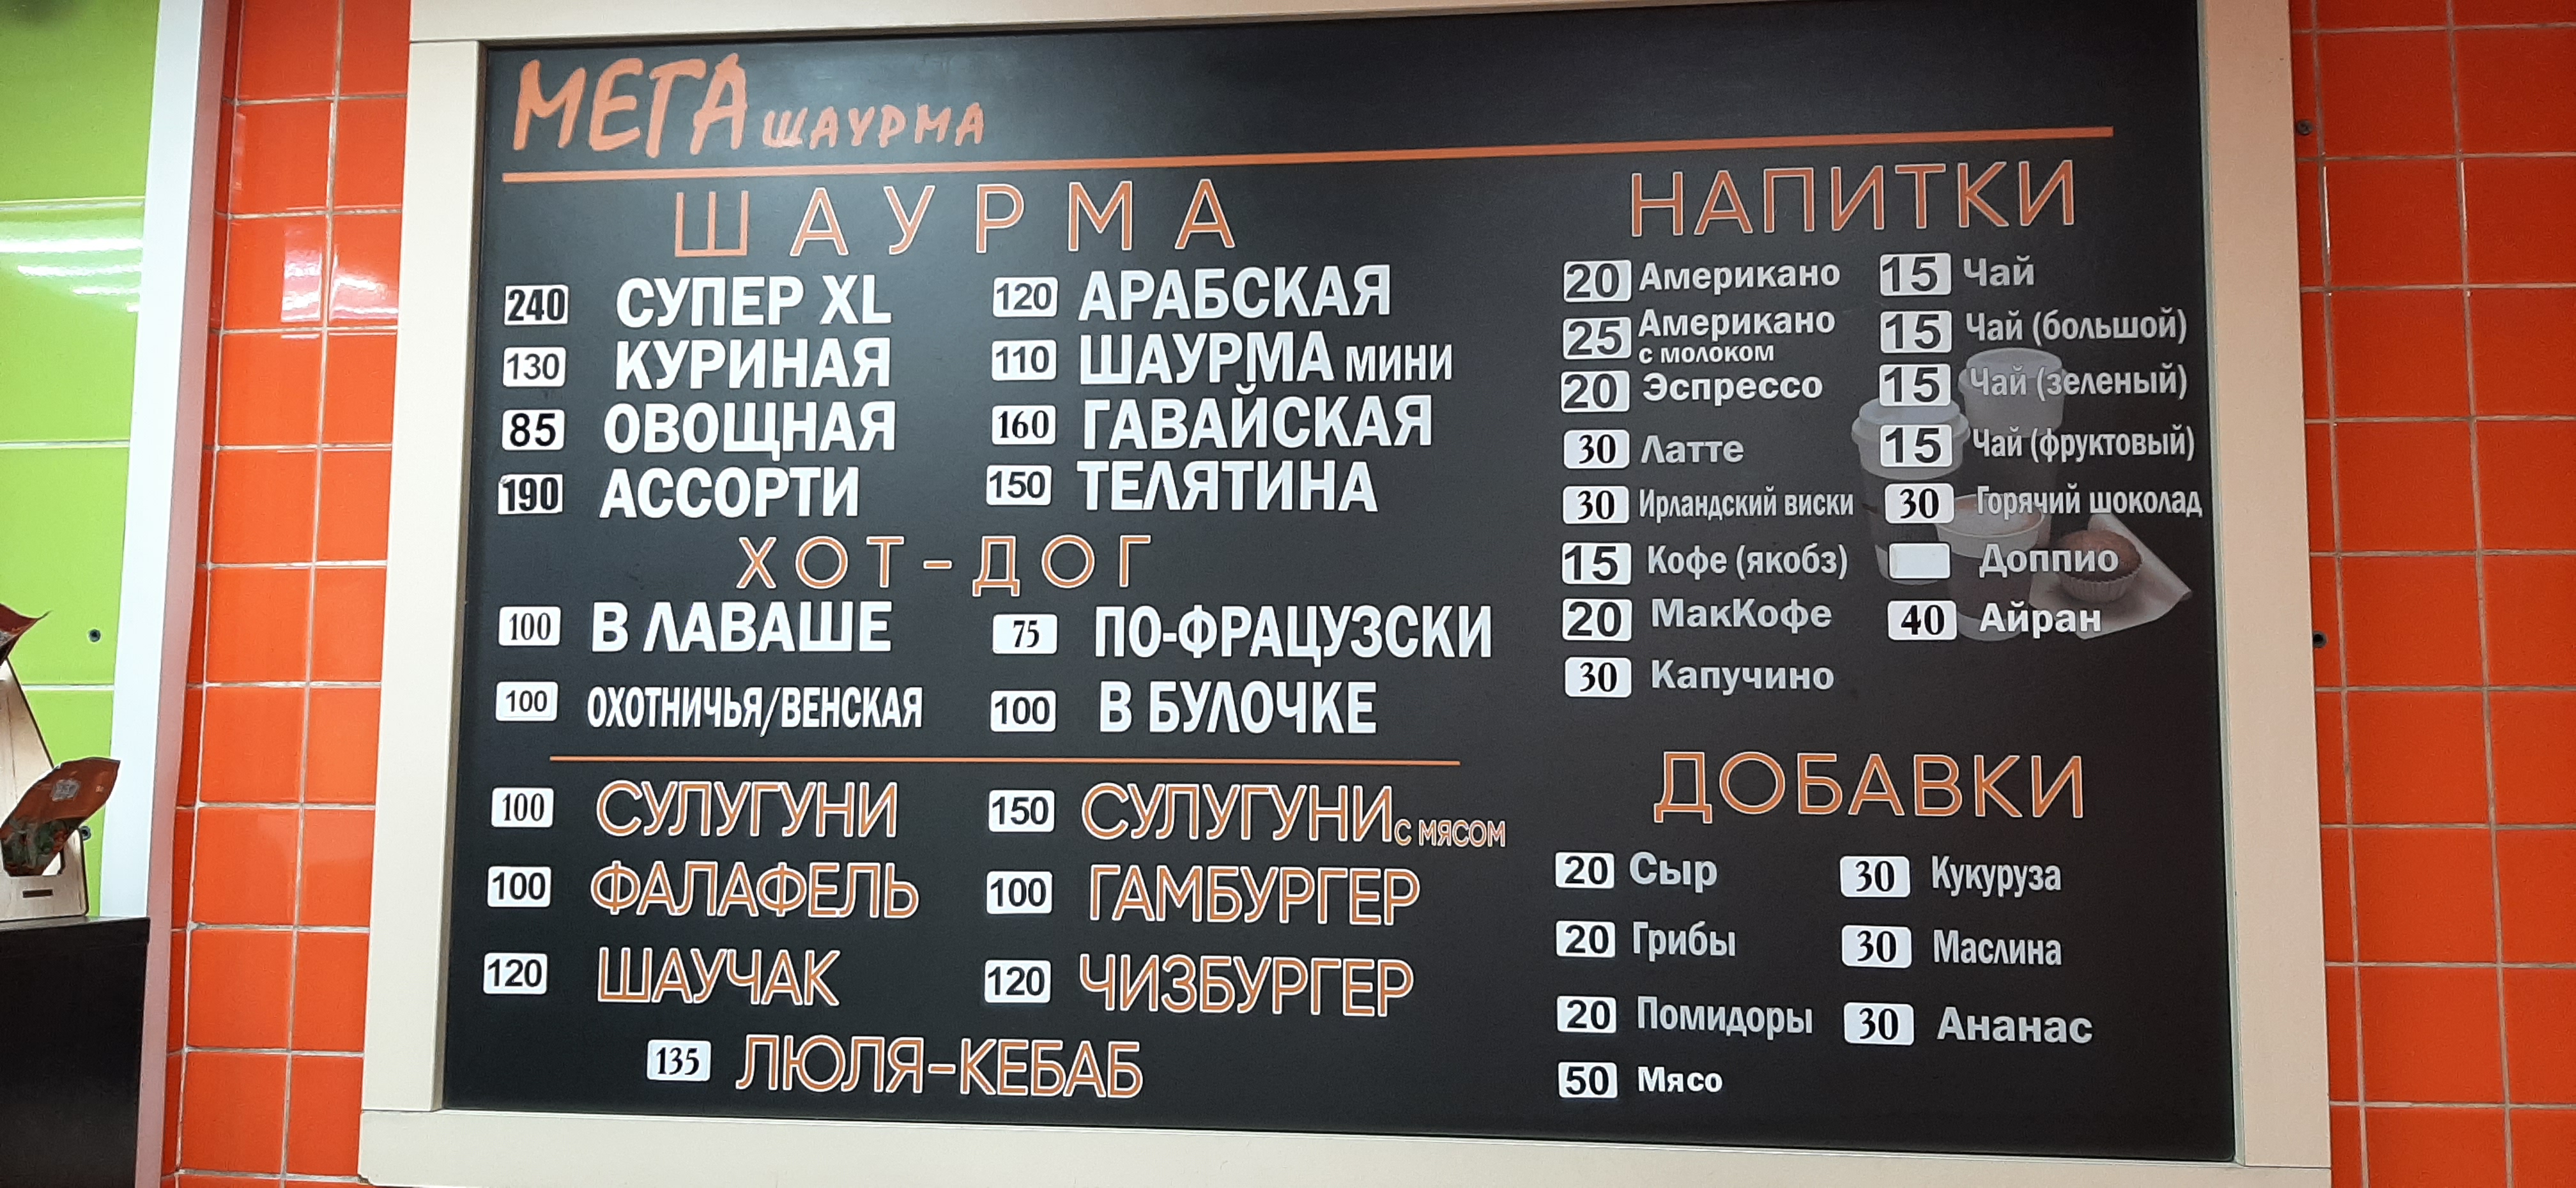 МЕГА ШАУРМА
ШАУРМА
240 СУПЕР XL
130 КУРИНАЯ
85 ОВОЩНАЯ
190 АССОРТИ
120 АРАБСКАЯ
110 ШАУРМА МИНИ
160 ГАВАЙСКАЯ
150 ТЕЛЯТИНА
ХОТ-ДОГ
100 В ЛАВАШЕ
100 ОХОТНИЧЬЯ/ВЕНСКАЯ
75 ПО-ФРАЦУЗСКИ
100 В БУЛОЧКЕ
100 СУЛУГУНИ
100 ФАЛАФЕЛЬ
120 ШАУЧАК
150 СУЛУГУНИ С МЯСОМ
100 ГАМБУРГЕР
120 ЧИЗБУРГЕР
135 ЛЮЛЯ-КЕБАБ
НАПИТКИ
20 Американо
25 Американо
с молоком
20 Эспрессо
30 Латте
30 Ирландский виски
15 Кофе (якобз)
20 МакКофе
30 Капучино
15 Чай
15 Чай (большой)
15 Чай (зеленый)
15 Чай (фруктовый)
30 Горячий шоколад
Доппио
40 Айран
ДОБАВКИ
20 Сыр
20 Грибы
20 Помидоры
50 Мясо
30 Кукуруза
30 Маслина
30 Ананас